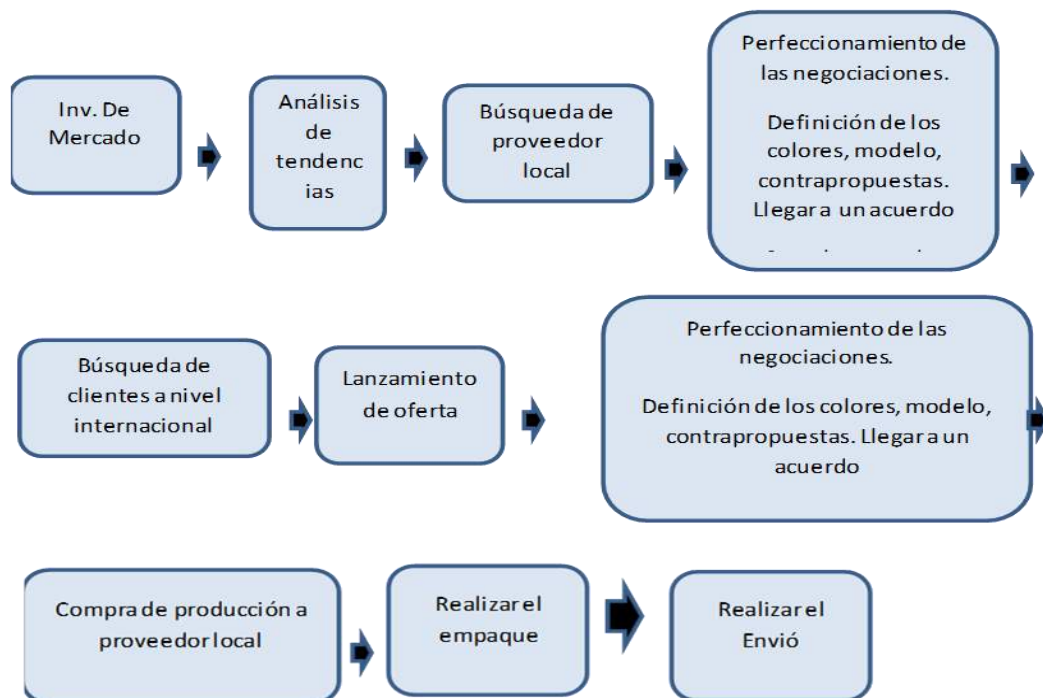 Inv. De
Mercado
Análisis
de
tendenc
ias
Búsqueda de
proveedor
local
Perfeccionamiento de
las negociaciones.
Definición de los
colores, modelo,
contrapropuestas.
Llegar a un acuerdo
Búsqueda de
clientes a nivel
internacional
Lanzamiento
de oferta
Perfeccionamiento de las
negociaciones.
Definición de los colores, modelo,
contrapropuestas. Llegar a un
acuerdo
Compra de producción a
proveedor local
Realizar el
empaque
Realizar el
Envió